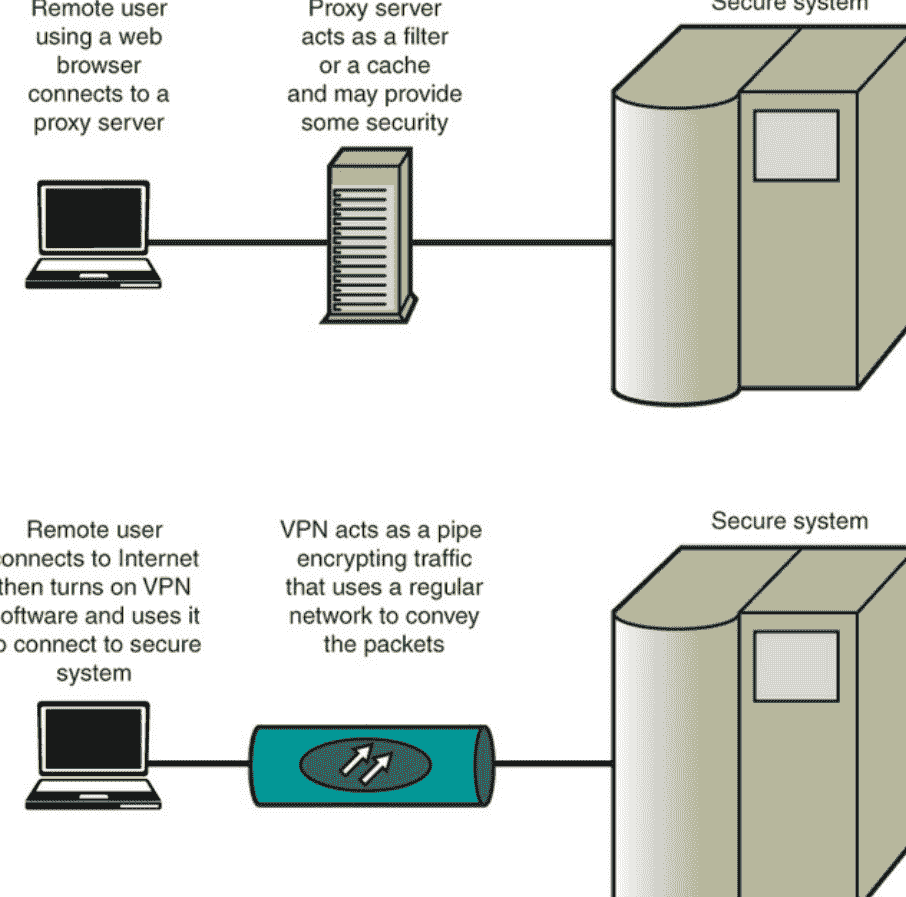 Remote user
using a web
browser
connects to a
proxy server
Proxy server
acts as a filter
or a cache
and may provide
some security
Secure system
Remote user
connects to Internet
then turns on VPN
software and uses it
to connect to secure
system
VPN acts as a pipe
encrypting traffic
that uses a regular
network to convey
the packets
Secure system